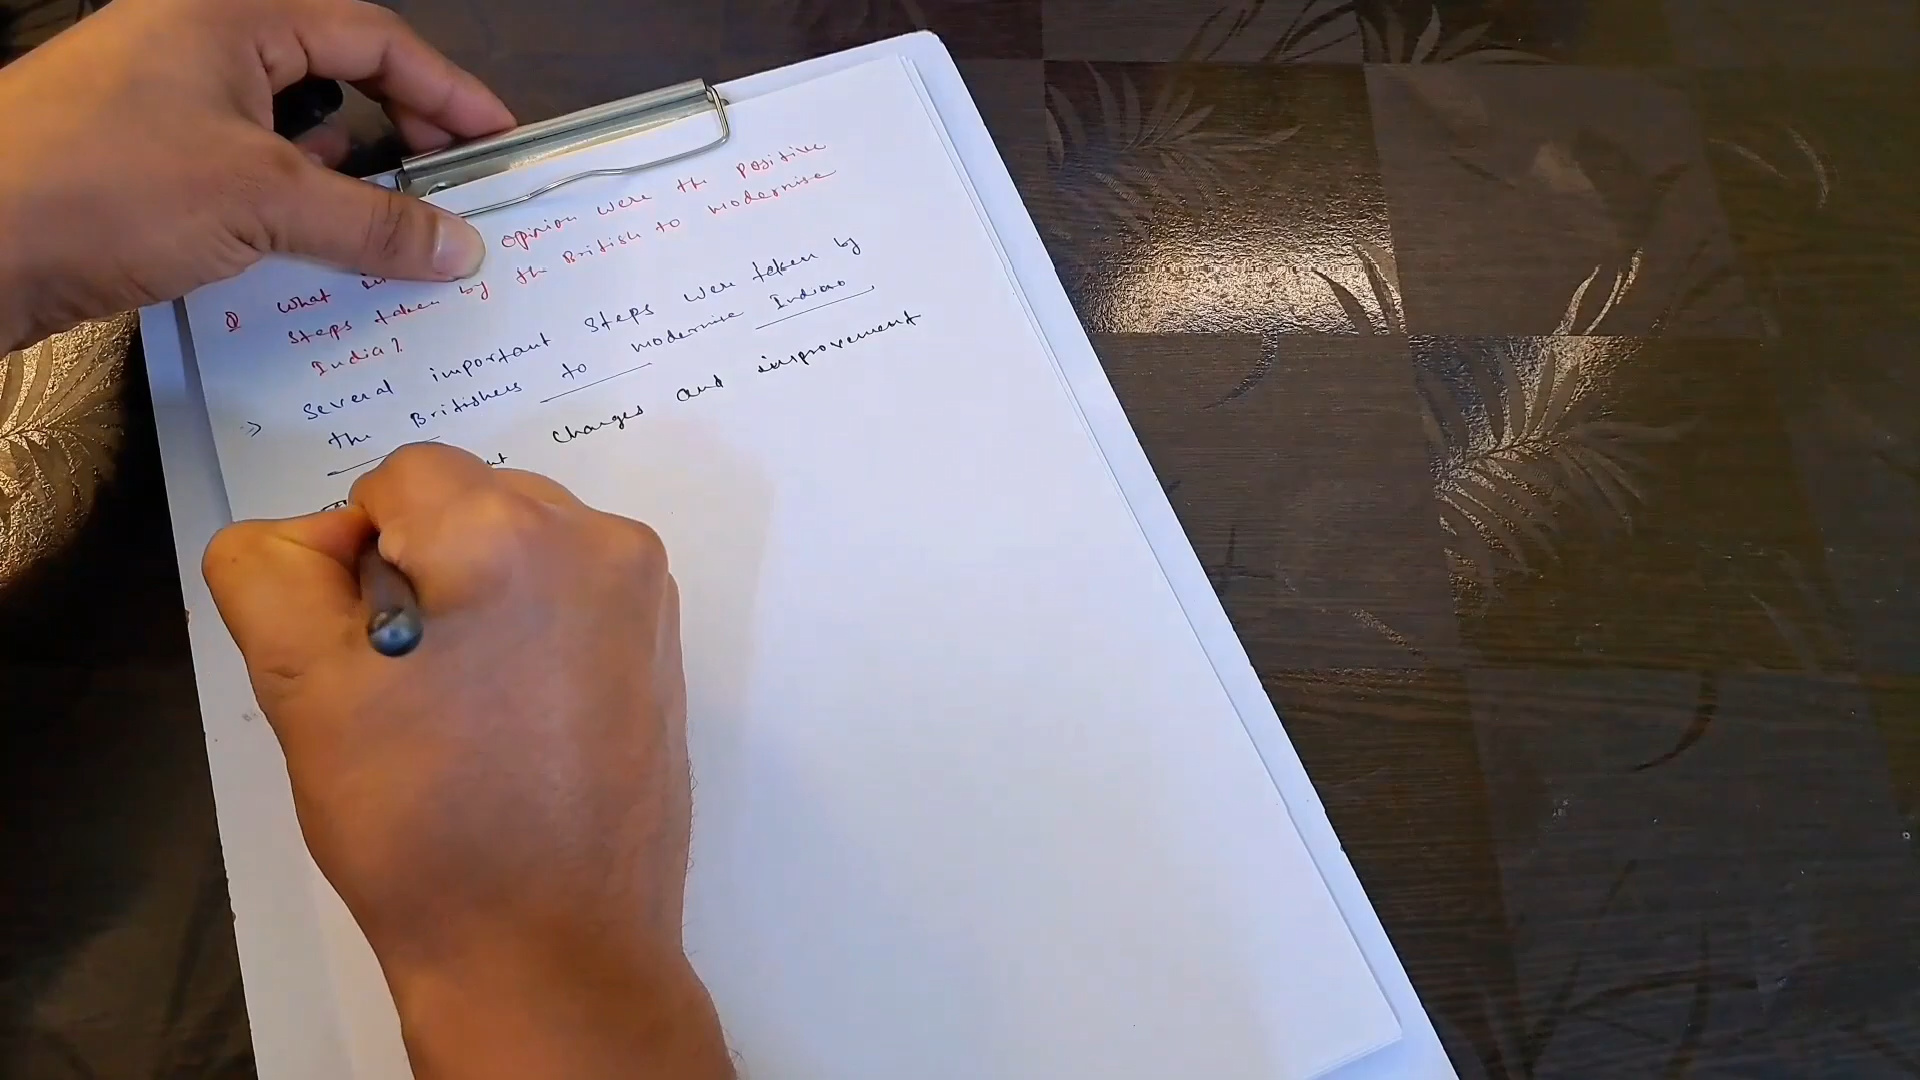 Q What opinion were the positive
steps taken by the British to modernise
India?
=> Several important steps were taken by
the Britishers to modernise Indian.
changes and improvement